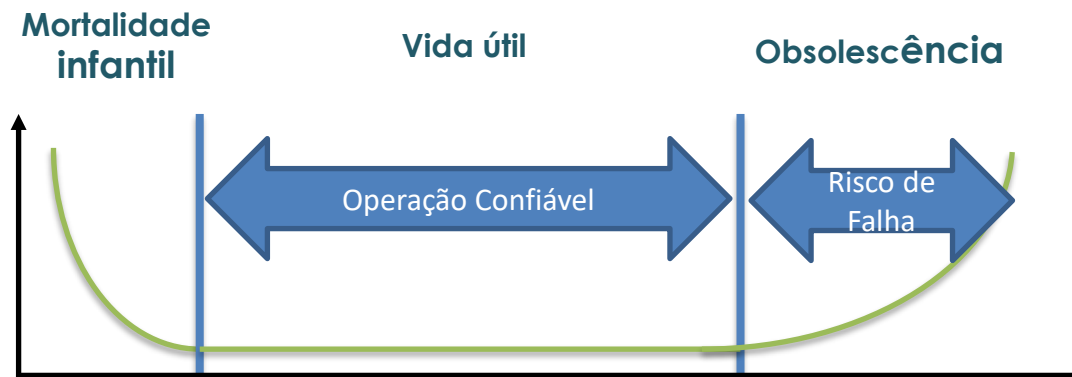 Mortalidade
infantil
Vida útil
Obsolescência
Operação Confiável
Risco de
Falha